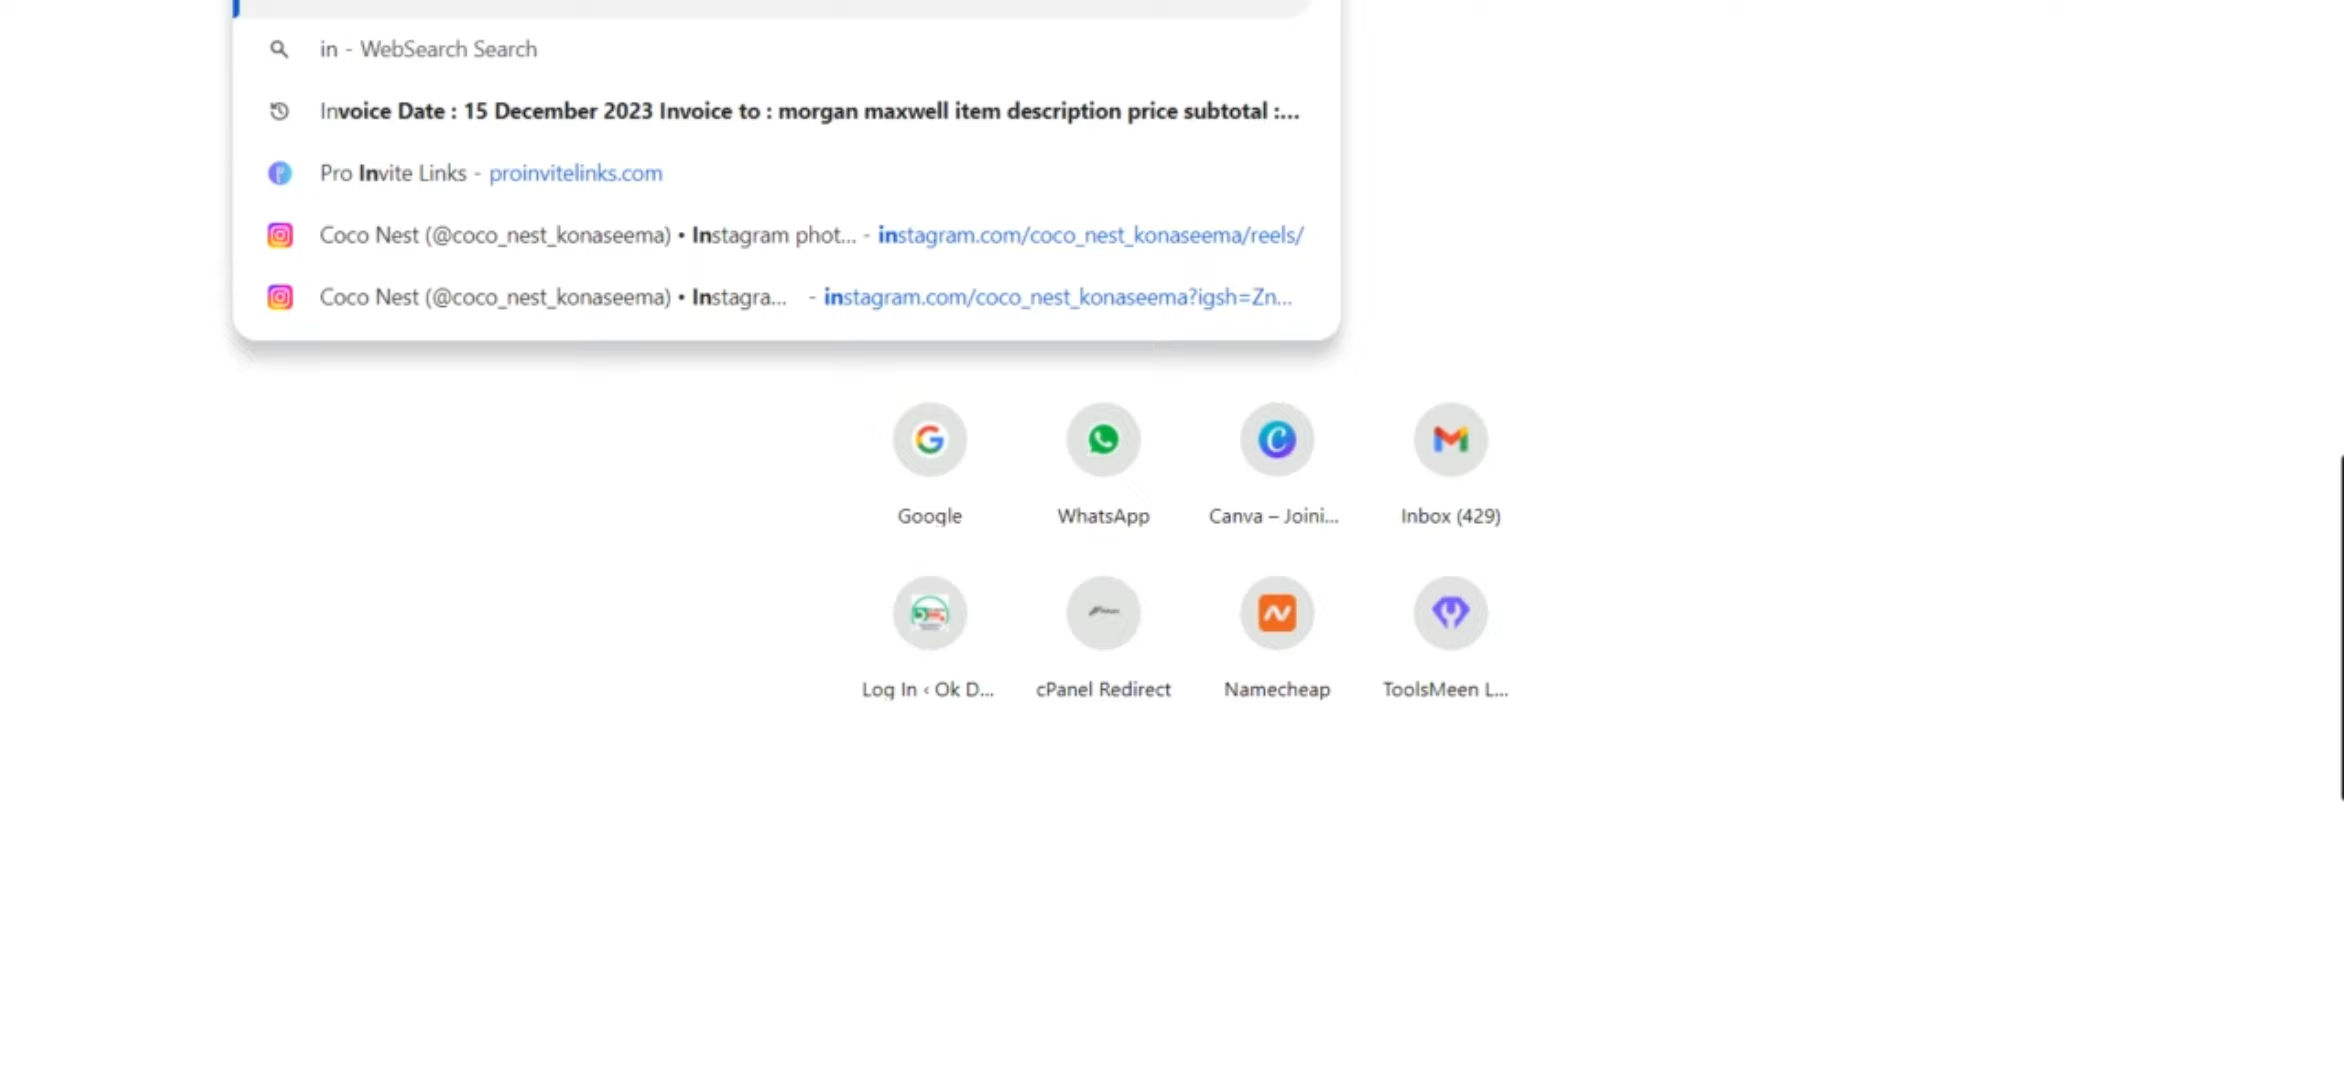 in - WebSearch Search
Invoice Date : 15 December 2023 Invoice to : morgan maxwell item description price subtotal :...
Pro Invite Links - proinvitelinks.com
Coco Nest (@coco_nest_konaseema) • Instagram phot... - instagram.com/coco_nest_konaseema/reels/
Coco Nest (@coco_nest_konaseema) • Instagra... - instagram.com/coco_nest_konaseema?igsh=Zn...
Google WhatsApp Canva – Joini... Inbox (429)
Log In ‹ Ok D... cPanel Redirect Namecheap ToolsMeen L...